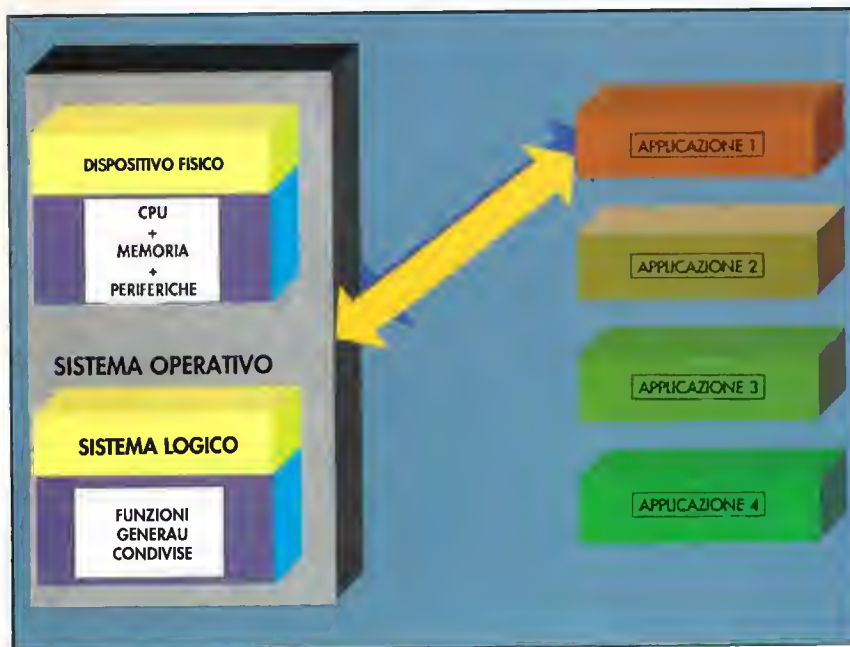 DISPOSITIVO FISICO
CPU
+
MEMORIA
+
PERIFERICHE
SISTEMA OPERATIVO
SISTEMA LOGICO
FUNZIONI
GENERALI
CONDIVISE
APPLICAZIONE 1
APPLICAZIONE 2
APPLICAZIONE 3
APPLICAZIONE 4